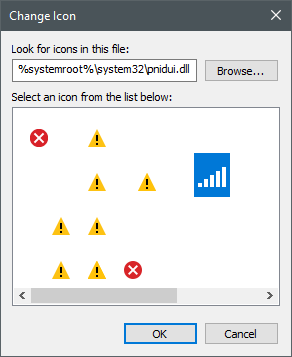 Change Icon
Look for icons in this file:
%systemroot%\system32\pnidui.dll
Browse...
Select an icon from the list below:
OK
Cancel